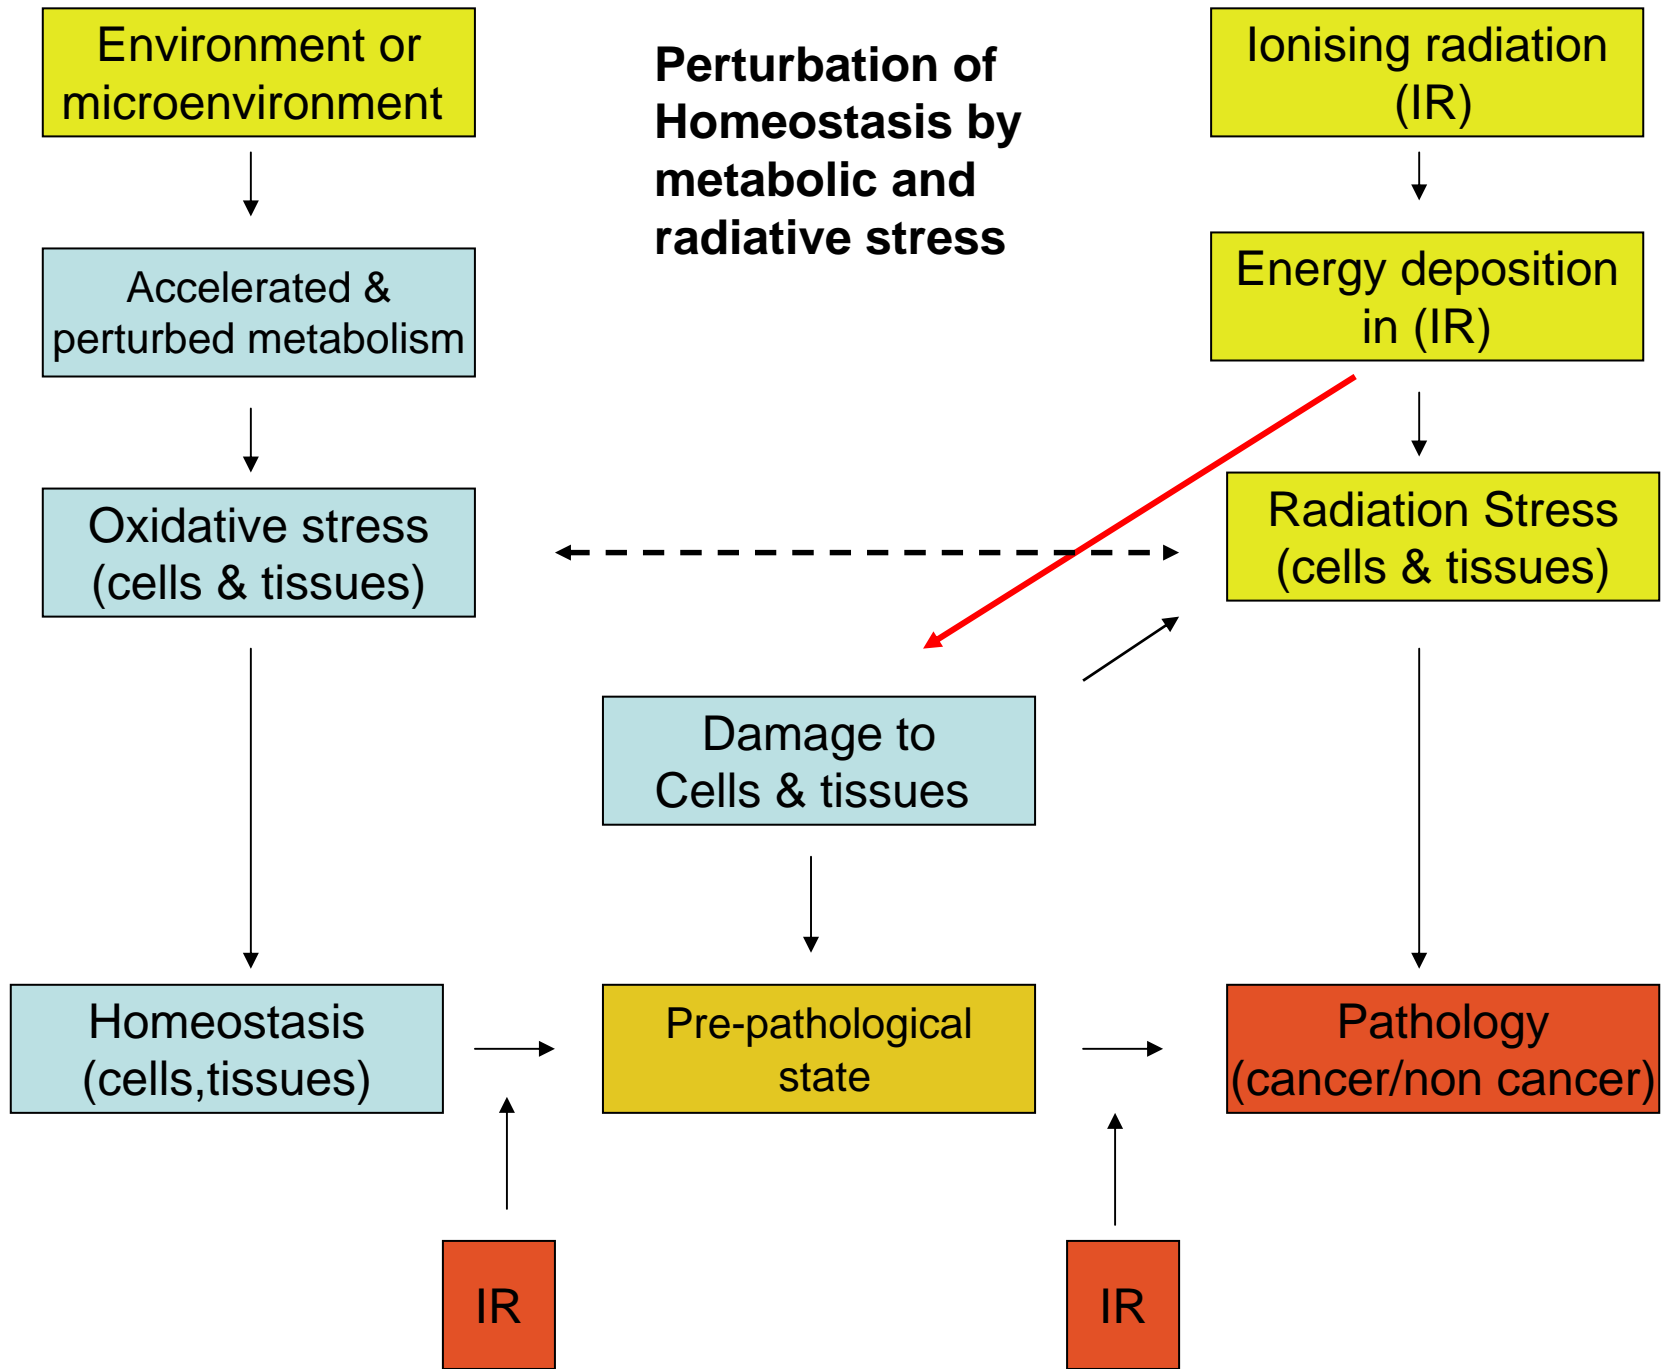 Environment or
microenvironment
Perturbation of
Homeostasis by
metabolic and
radiative stress
Ionising radiation
(IR)
Accelerated &
perturbed metabolism
Energy deposition
in (IR)
Oxidative stress
(cells & tissues)
Radiation Stress
(cells & tissues)
Damage to
Cells & tissues
Homeostasis
(cells,tissues)
Pre-pathological
state
Pathology
(cancer/non cancer)
IR
IR